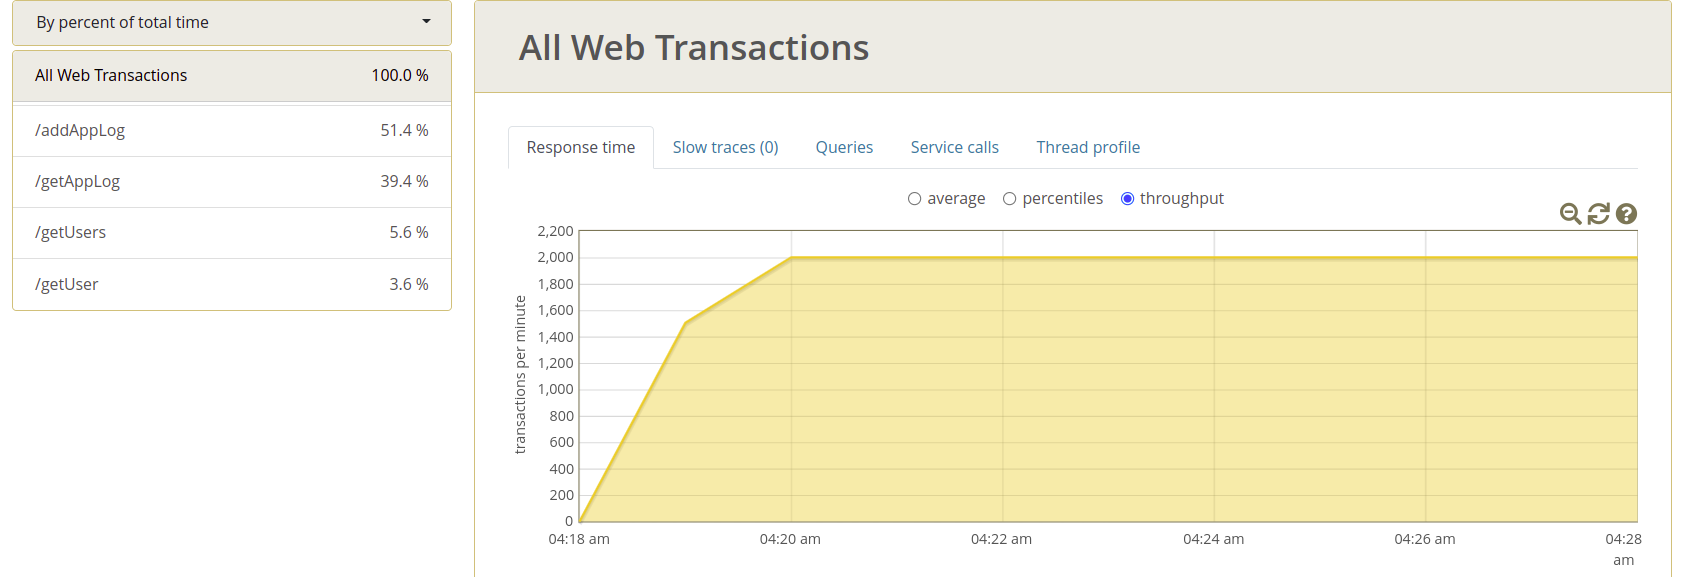 By percent of total time
All Web Transactions 100.0 %
/addAppLog 51.4 %
/getAppLog 39.4 %
/getUsers 5.6 %
/getUser 3.6 %
All Web Transactions
Response time Slow traces (0) Queries Service calls Thread profile
average percentiles throughput
transactions per minute
2,200
2,000
1,800
1,600
1,400
1,200
1,000
800
600
400
200
0
04:18 am 04:20 am 04:22 am 04:24 am 04:26 am 04:28
am